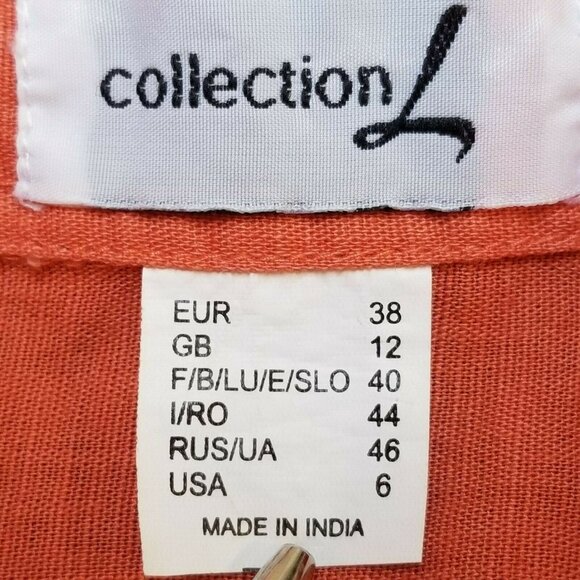 collection L
EUR 38
GB 12
F/B/LU/E/SLO 40
I/RO 44
RUS/UA 46
USA 6
MADE IN INDIA